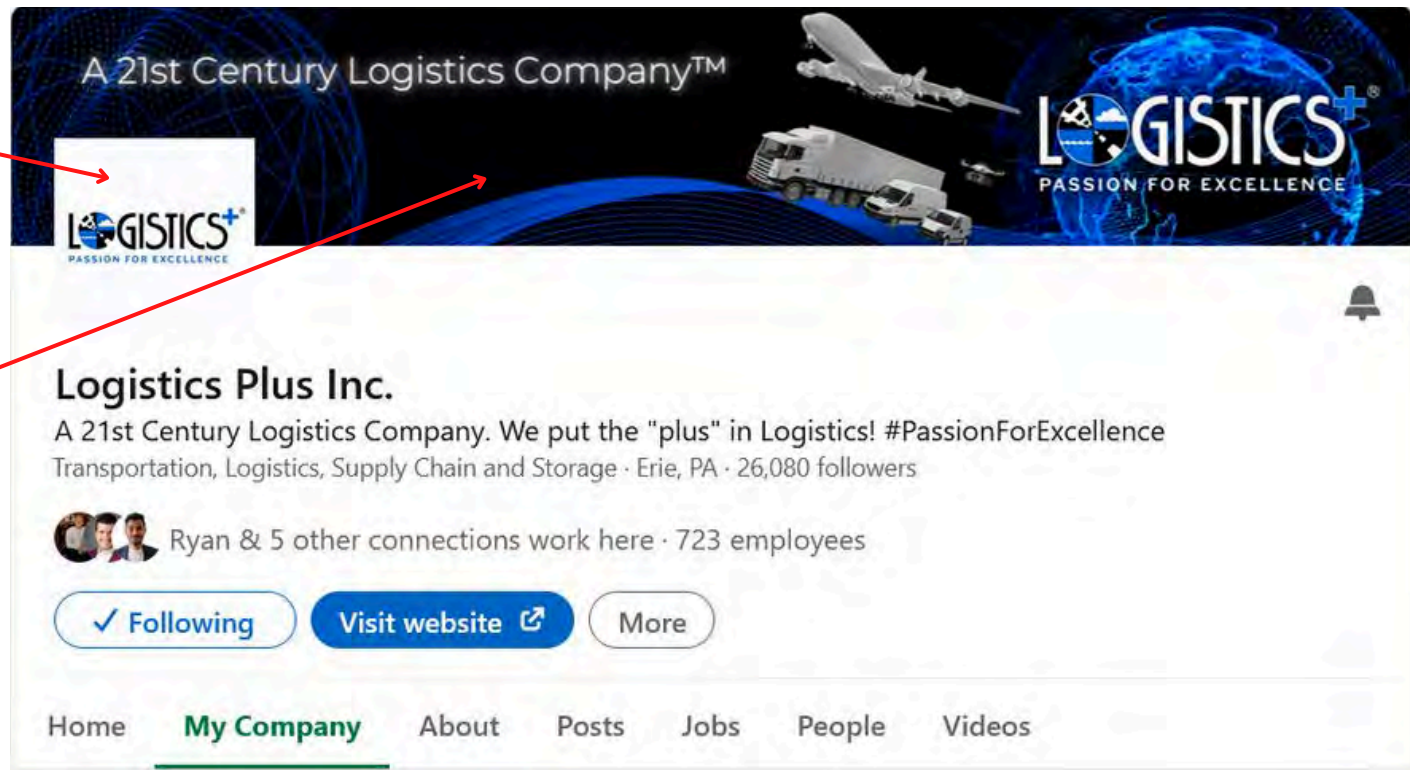 A 21st Century Logistics Company™
LOGISTICS+®
PASSION FOR EXCELLENCE
LOGISTICS+®
PASSION FOR EXCELLENCE
Logistics Plus Inc.
A 21st Century Logistics Company. We put the "plus" in Logistics! #PassionForExcellence
Transportation, Logistics, Supply Chain and Storage · Erie, PA · 26,080 followers
Ryan & 5 other connections work here · 723 employees
Following
Visit website
More
Home My Company About Posts Jobs People Videos